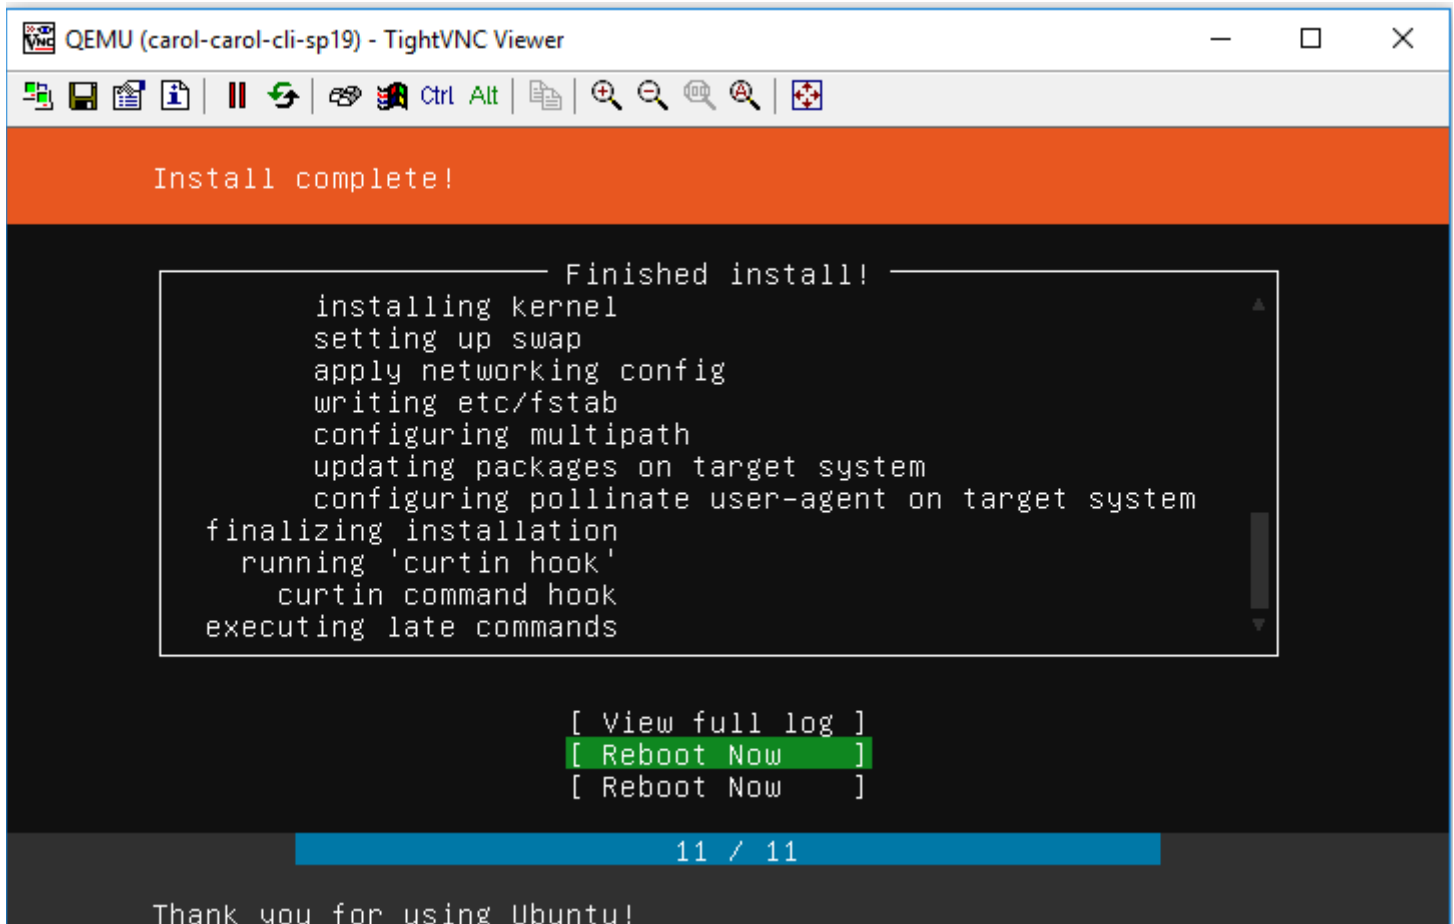 QEMU (carol-carol-cli-sp19) - TightVNC Viewer
Ctrl Alt
Install complete!
Finished install!
installing kernel
setting up swap
apply networking config
writing etc/fstab
configuring multipath
updating packages on target system
configuring pollinate user-agent on target system
finalizing installation
running 'curtin hook'
curtin command hook
executing late commands
[ View full log ]
[ Reboot Now ]
[ Reboot Now ]
11 / 11
Thank you for using Ubuntu!